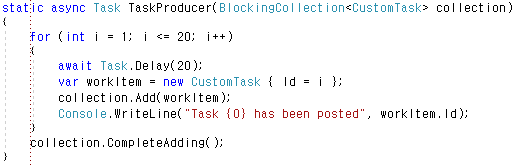 static async Task TaskProducer(BlockingCollection<CustomTask> collection)
{
    for (int i = 1; i <= 20; i++)
    {
        await Task.Delay(20);
        var workItem = new CustomTask { Id = i };
        collection.Add(workItem);
        Console.WriteLine("Task {0} has been posted", workItem.Id);
    }
    collection.CompleteAdding();
}